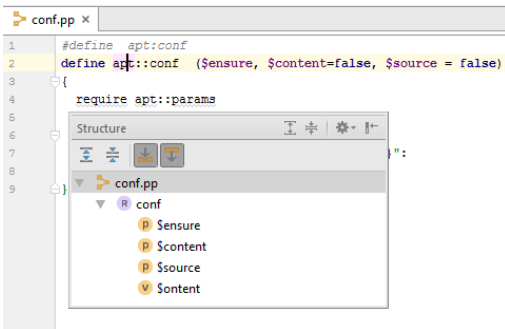 conf.pp ×
1 #define apt:conf
2 define apt::conf ($ensure, $content=false, $source = false)
3 {
4 require apt::params
5
6
7 }":
8
9 }
Structure
conf.pp
R conf
p $ensure
p $content
p $source
v $ontent